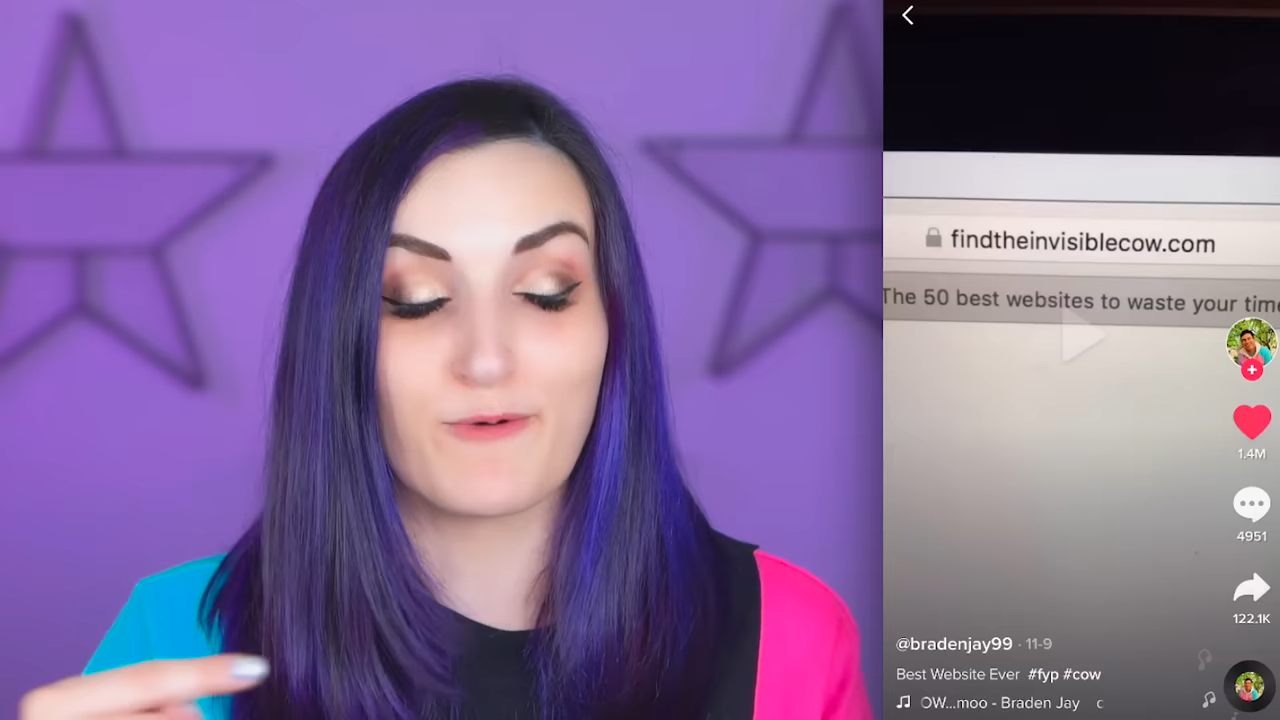 findtheinvisiblecow.com
The 50 best websites to waste your time
1.4M
4951
122.1K
@bradenjay99 · 11-9
Best Website Ever #fyp #cow
OW...moo - Braden Jay c